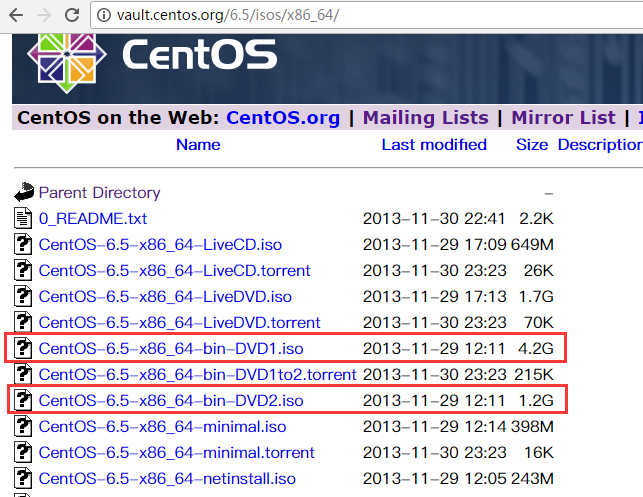 vault.centos.org/6.5/isos/x86_64/
CentOS
CentOS on the Web: CentOS.org | Mailing Lists | Mirror List |
Name Last modified Size Description
Parent Directory -
0_README.txt 2013-11-30 22:41 2.2K
CentOS-6.5-x86_64-LiveCD.iso 2013-11-29 17:09 649M
CentOS-6.5-x86_64-LiveCD.torrent 2013-11-30 23:23 26K
CentOS-6.5-x86_64-LiveDVD.iso 2013-11-29 17:13 1.7G
CentOS-6.5-x86_64-LiveDVD.torrent 2013-11-30 23:23 70K
CentOS-6.5-x86_64-bin-DVD1.iso 2013-11-29 12:11 4.2G
CentOS-6.5-x86_64-bin-DVD1to2.torrent 2013-11-30 23:23 215K
CentOS-6.5-x86_64-bin-DVD2.iso 2013-11-29 12:11 1.2G
CentOS-6.5-x86_64-minimal.iso 2013-11-29 12:14 398M
CentOS-6.5-x86_64-minimal.torrent 2013-11-30 23:23 16K
CentOS-6.5-x86_64-netinstall.iso 2013-11-29 12:05 243M